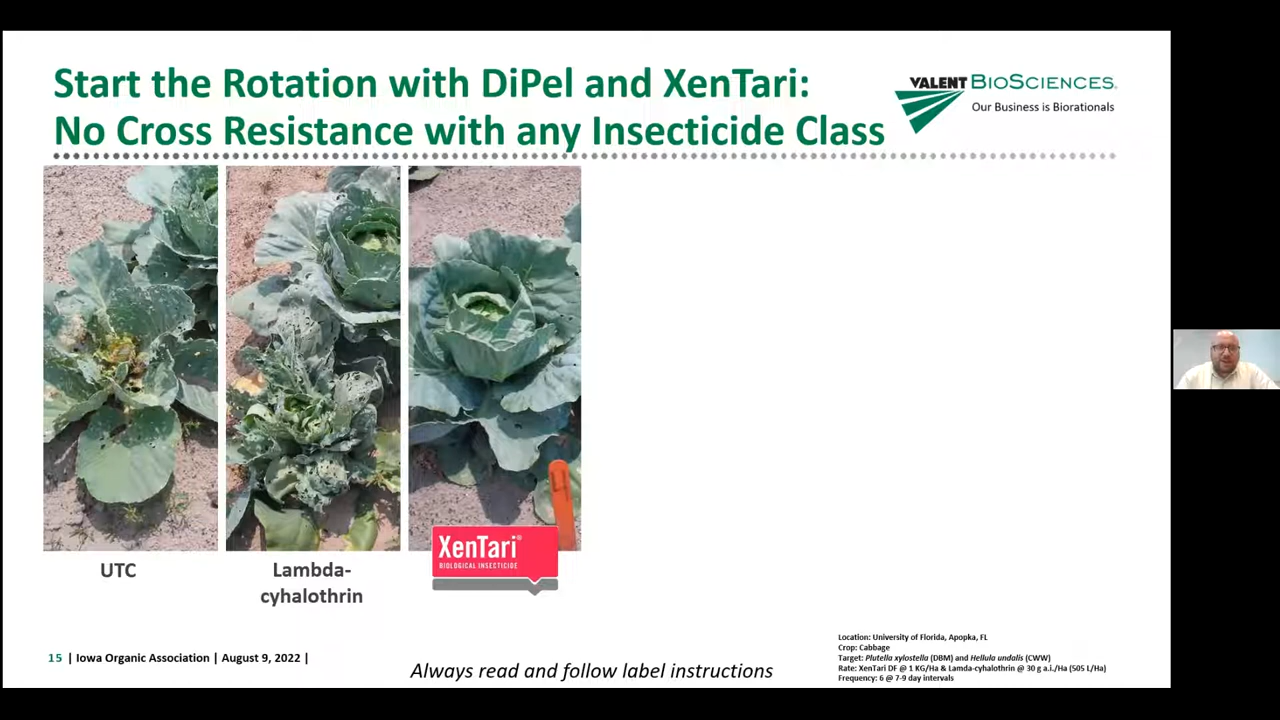 Start the Rotation with DiPel and XenTari:
No Cross Resistance with any Insecticide Class
VALENT BIOSCIENCES®
Our Business is Biorationals
UTC
Lambda-
cyhalothrin
XenTari®
BIOLOGICAL INSECTICIDE
15 | Iowa Organic Association | August 9, 2022 |
Always read and follow label instructions
Location: University of Florida, Apopka, FL
Crop: Cabbage
Target: Plutella xylostella (DBM) and Hellula undalis (CWW)
Rate: XenTari DF @ 1 KG/Ha & Lamda-cyhalothrin @ 30 g a.i./Ha (505 L/Ha)
Frequency: 6 @ 7-9 day intervals